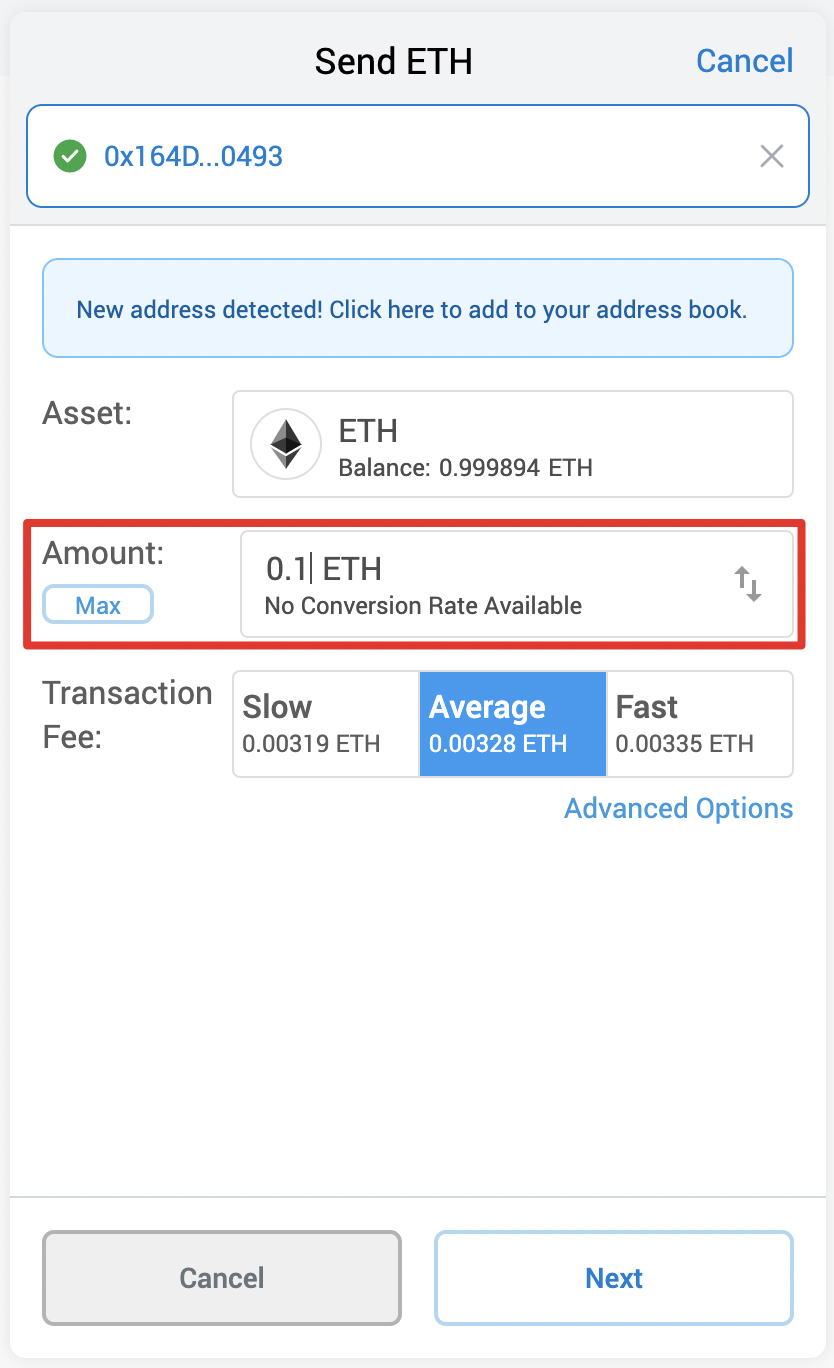 Send ETH
Cancel
0x164D...0493
New address detected! Click here to add to your address book.
Asset:
ETH
Balance: 0.999894 ETH
Amount:
Max
0.1 ETH
No Conversion Rate Available
Transaction
Fee:
Slow
0.00319 ETH
Average
0.00328 ETH
Fast
0.00335 ETH
Advanced Options
Cancel
Next